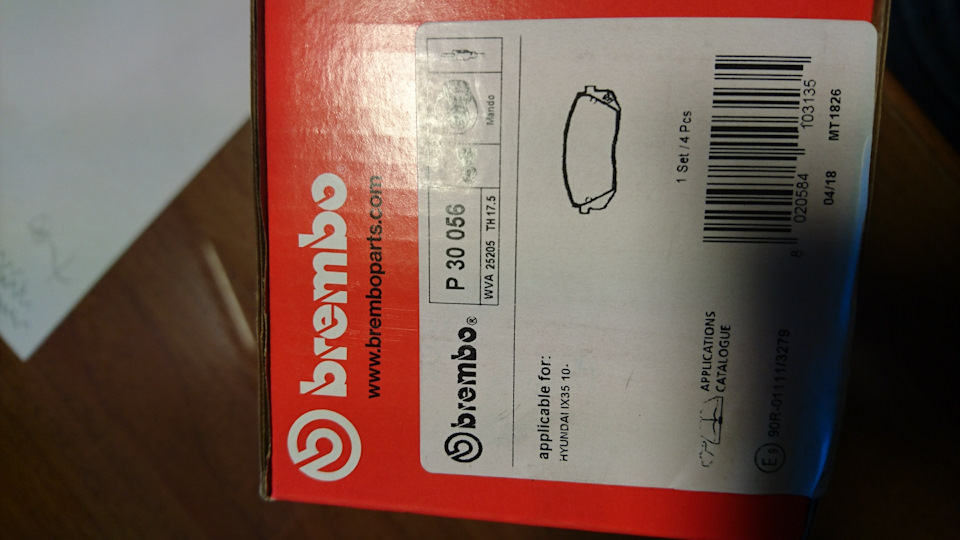 brembo
www.bremboparts.com
brembo®
P 30 056
WVA 25205 TH 17.5
Mando
applicable for:
HYUNDAI IX35 10-
1 Set / 4 Pcs
APPLICATIONS
CATALOGUE
8 020584 103135
E9 90R-01111/3279
04/18 MT1826